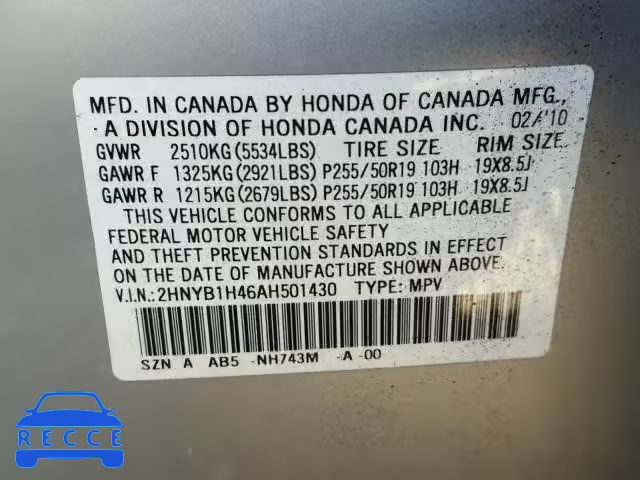 MFD. IN CANADA BY HONDA OF CANADA MFG.,
A DIVISION OF HONDA CANADA INC. 02/'10
GVWR 2510KG(5534LBS) TIRE SIZE RIM SIZE
GAWR F 1325KG(2921LBS) P255/50R19 103H 19X8.5J
GAWR R 1215KG(2679LBS) P255/50R19 103H 19X8.5J
THIS VEHICLE CONFORMS TO ALL APPLICABLE
FEDERAL MOTOR VEHICLE SAFETY
AND THEFT PREVENTION STANDARDS IN EFFECT
ON THE DATE OF MANUFACTURE SHOWN ABOVE.
V.I.N.:2HNYB1H46AH501430 TYPE: MPV
SZN A AB5 -NH743M -A -00
RECCE